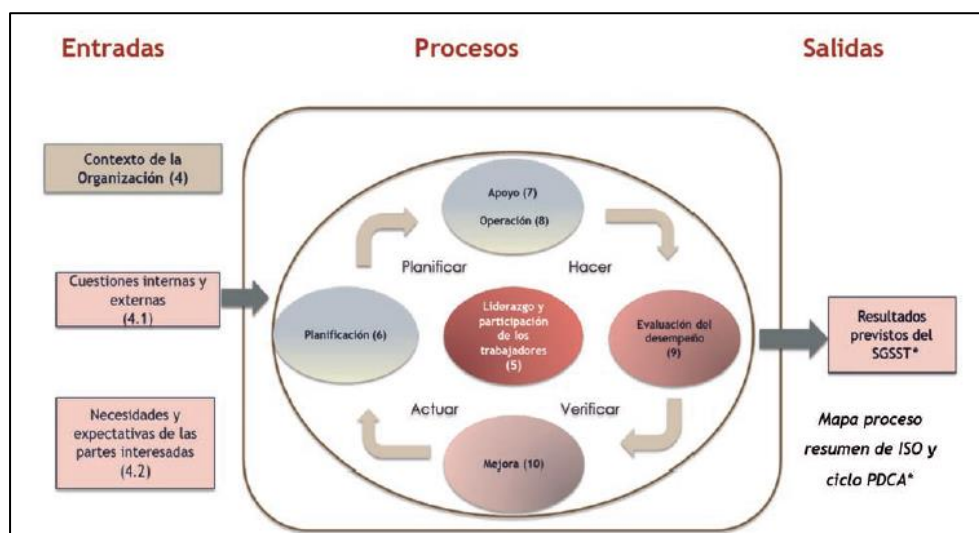 Entradas
Procesos
Salidas
Contexto de la
Organización (4)
Cuestiones internas y
externas
(4.1)
Necesidades y
expectativas de las
partes interesadas
(4.2)
Apoyo (7)
Operación (8)
Planificar
Hacer
Planificación (6)
Liderazgo y
participación
de los
trabajadores
(5)
Evaluación del
desempeño
(9)
Actuar
Verificar
Mejora (10)
Resultados
previstos del
SGSST*
Mapa proceso
resumen de ISO y
ciclo PDCA*